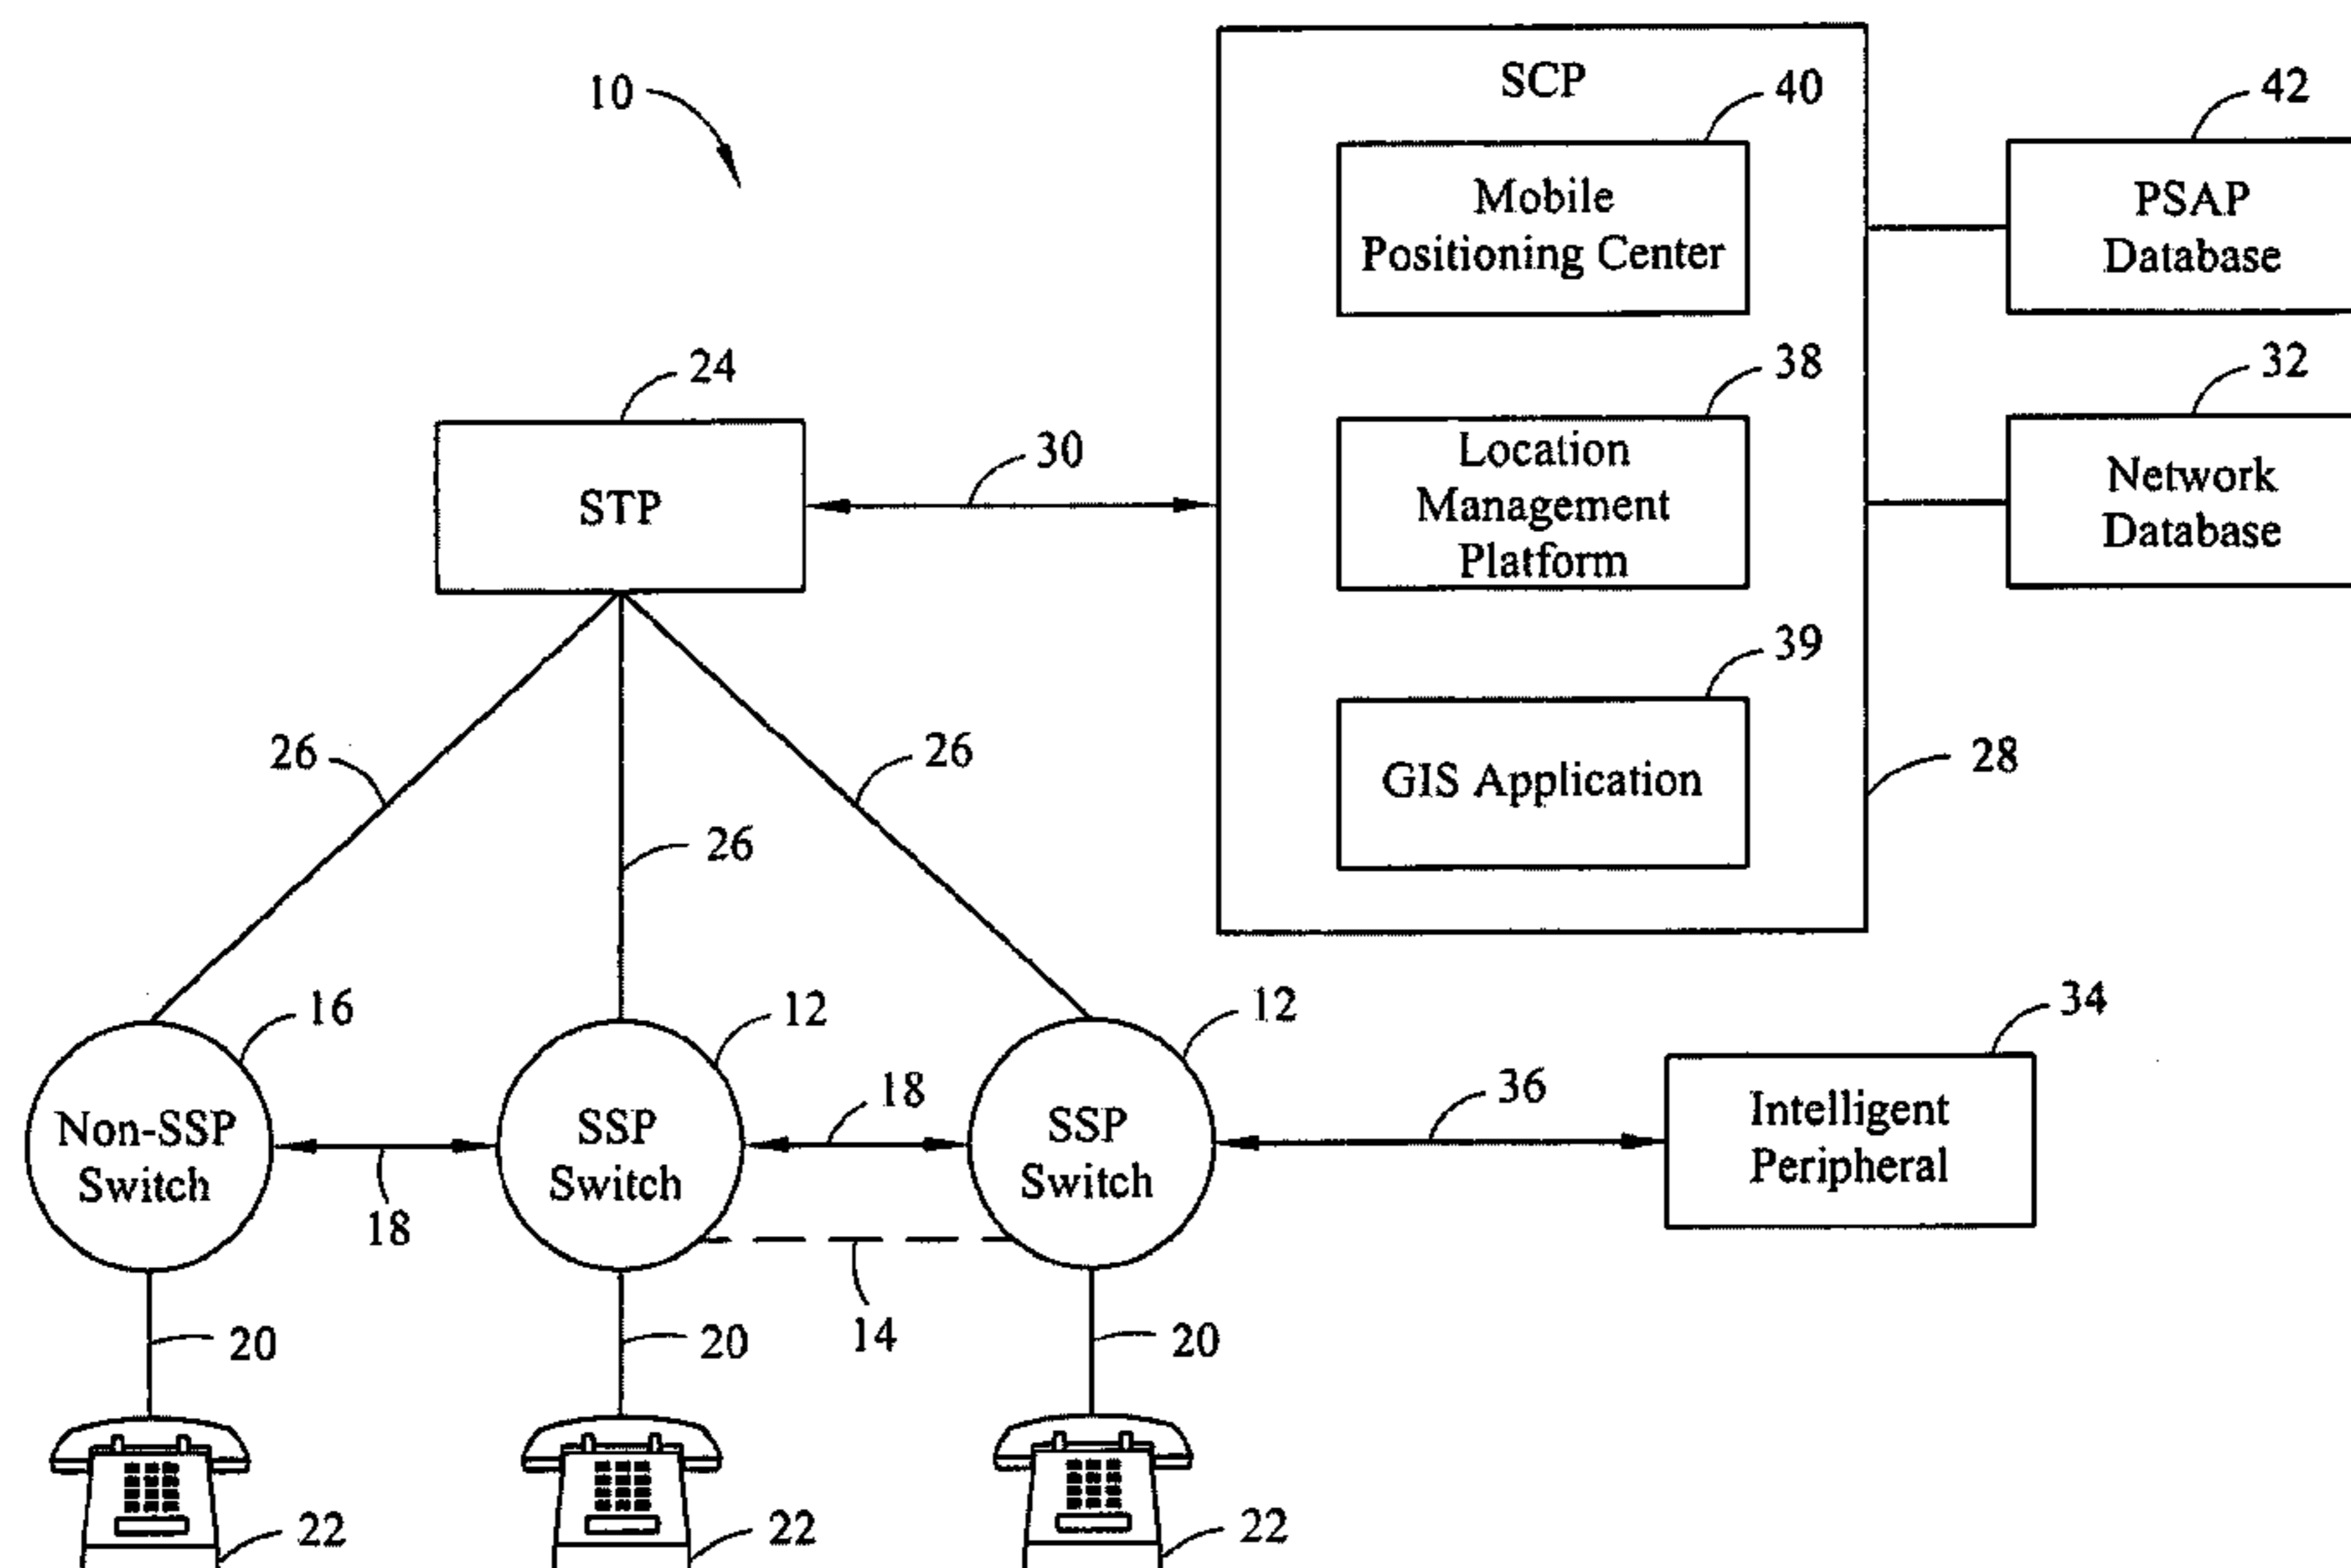 10
SCP
40
Mobile
Positioning Center
42
PSAP
Database
24
STP
30
38
Location
Management
Platform
32
Network
Database
39
GIS Application
28
26
26
26
16
Non-SSP
Switch
12
SSP
Switch
12
SSP
Switch
18
18
14
36
34
Intelligent
Peripheral
20
20
20
22
22
22